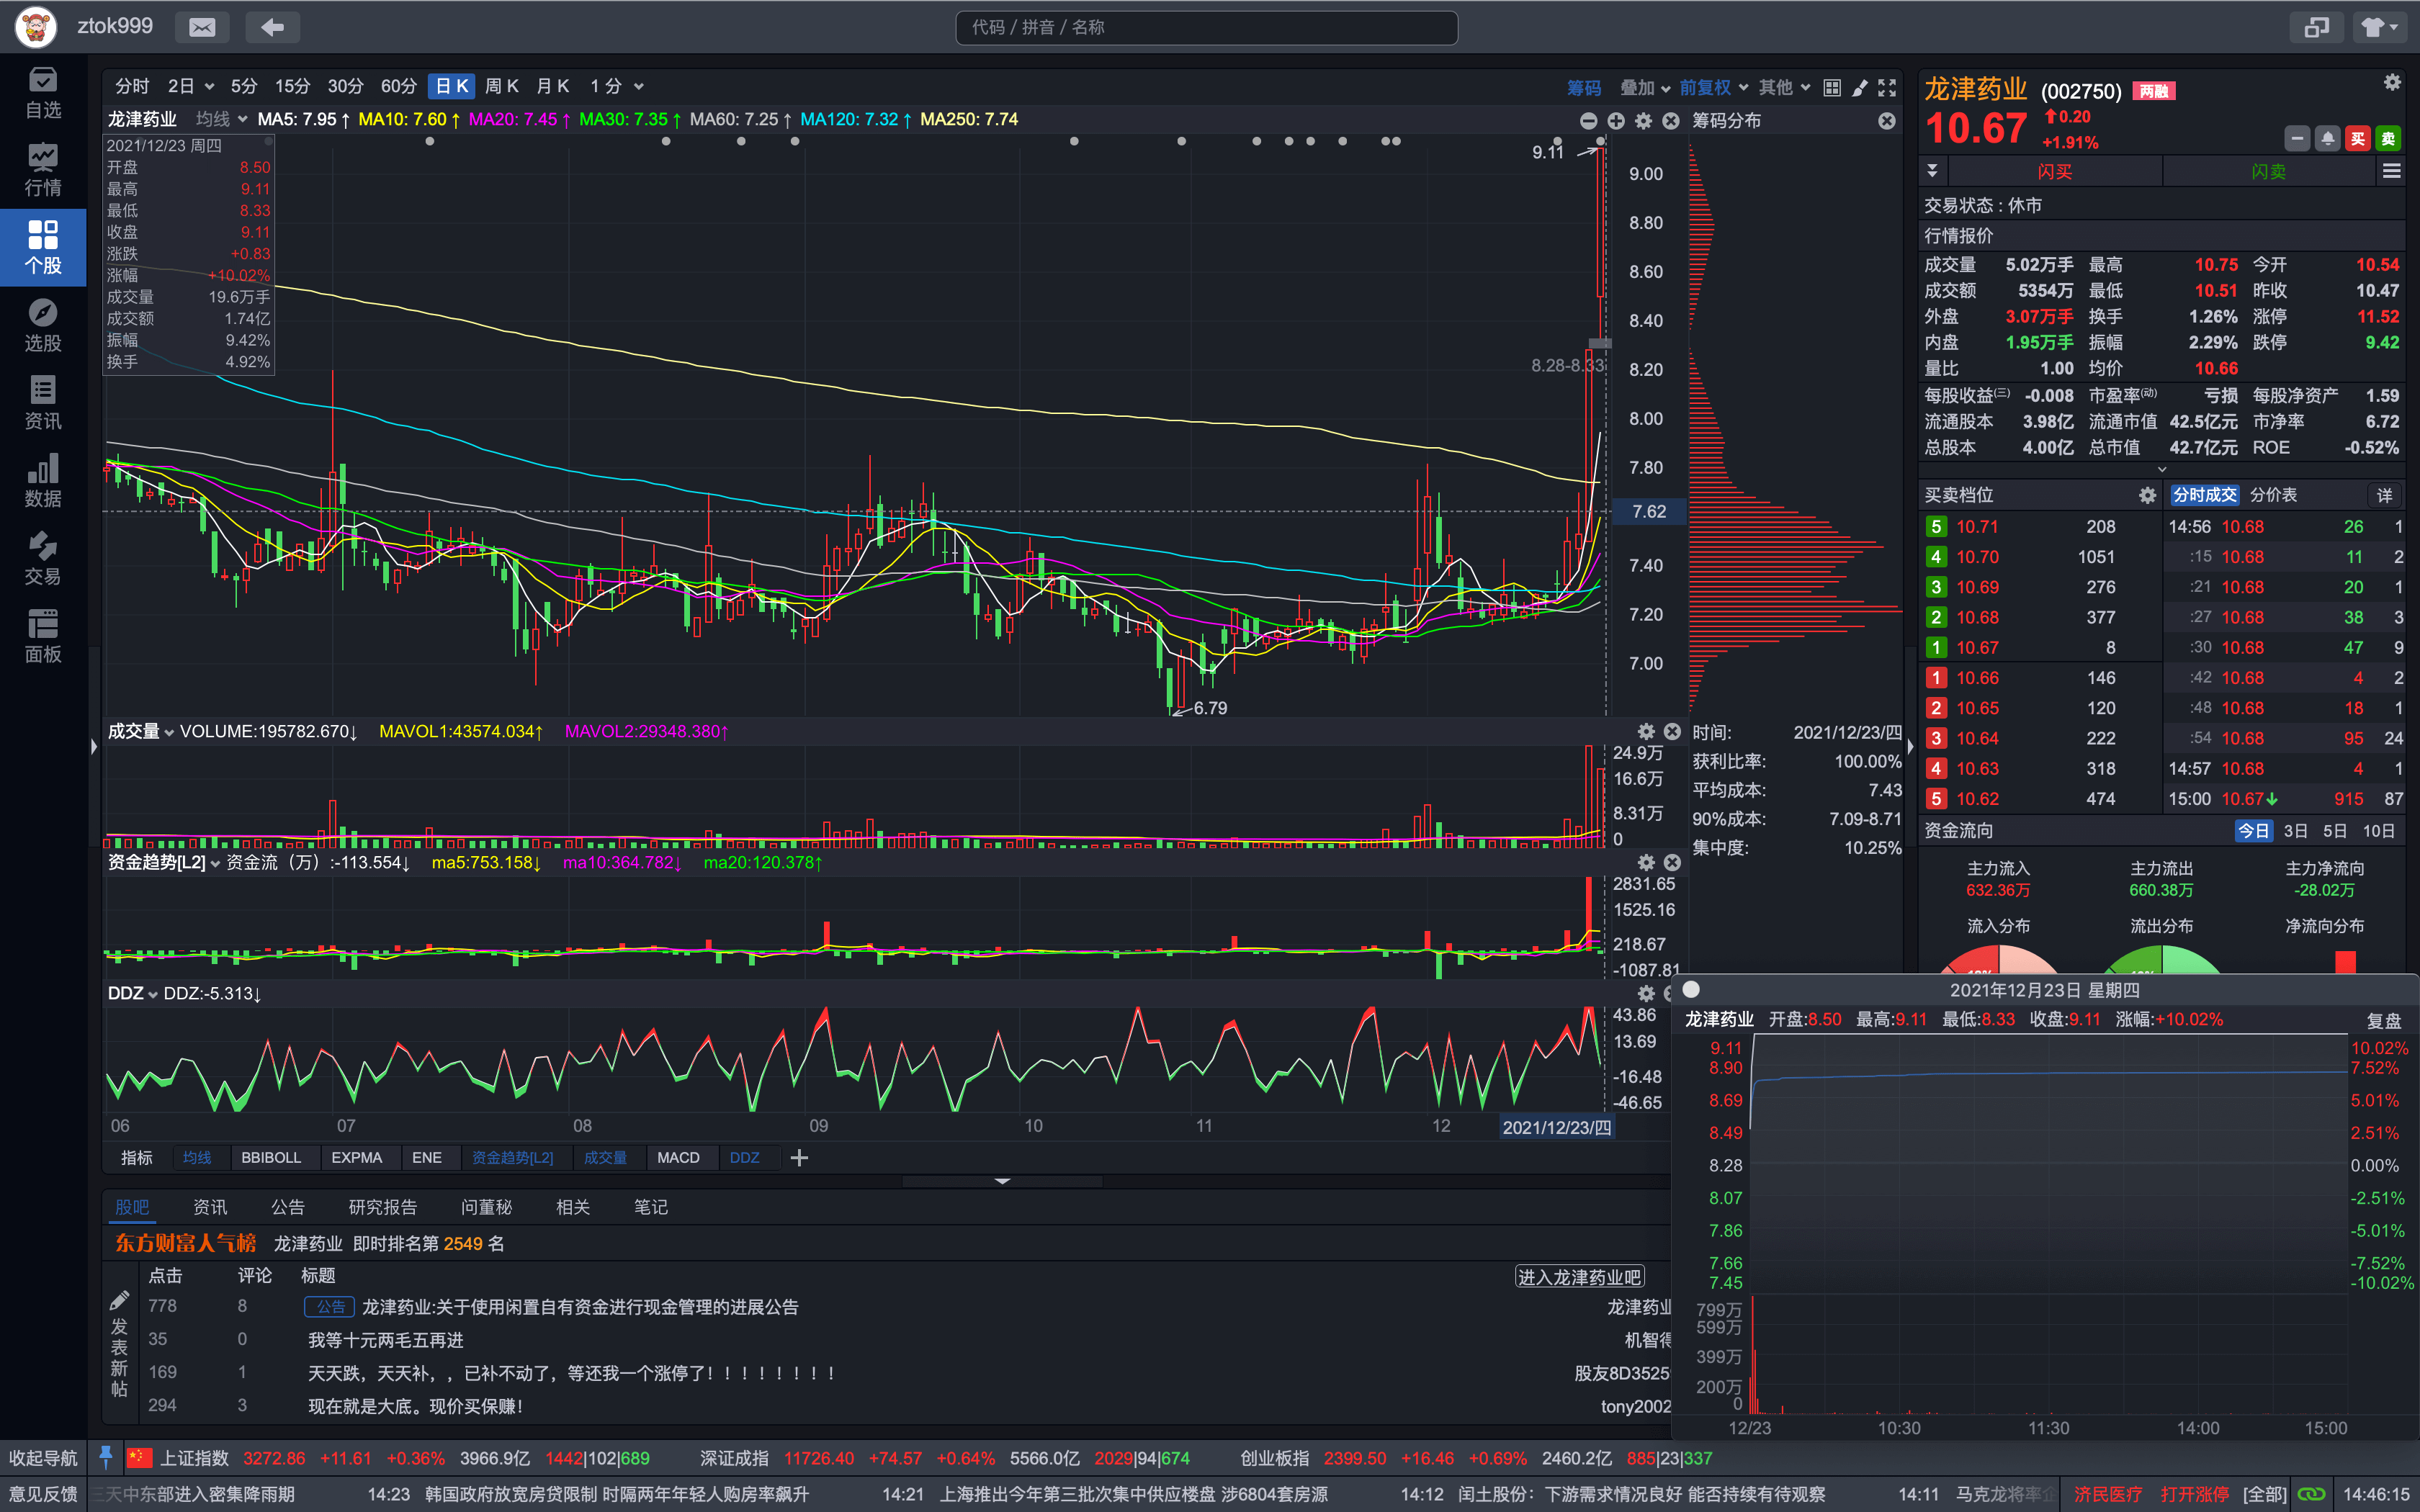 ztok999
代码 / 拼音 / 名称
自选
行情
个股
选股
资讯
数据
交易
面板
分时 2日 5分 15分 30分 60分 日K 周K 月K 1分 筹码 叠加 前复权 其他
龙津药业 均线 MA5: 7.95↑ MA10: 7.60↑ MA20: 7.45↑ MA30: 7.35↑ MA60: 7.25↑ MA120: 7.32↑ MA250: 7.74
筹码分布
2021/12/23 周四
开盘 8.50
最高 9.11
最低 8.33
收盘 9.11
涨跌 +0.83
涨幅 +10.02%
成交量 19.6万手
成交额 1.74亿
振幅 9.42%
换手 4.92%
9.11
8.28-8.33
6.79
9.00
8.80
8.60
8.40
8.20
8.00
7.80
7.62
7.40
7.20
7.00
成交量 VOLUME:195782.670↓ MAVOL1:43574.034↑ MAVOL2:29348.380↑
24.9万
16.6万
8.31万
0
资金趋势[L2] 资金流（万）:-113.554↓ ma5:753.158↓ ma10:364.782↓ ma20:120.378↑
2831.65
1525.16
218.67
-1087.81
DDZ DDZ:-5.313↓
43.86
13.69
-16.48
-46.65
06 07 08 09 10 11 12 2021/12/23/四
时间: 2021/12/23/四
获利比率: 100.00%
平均成本: 7.43
90%成本: 7.09-8.71
集中度: 10.25%
指标 均线 BBIBOLL EXPMA ENE 资金趋势[L2] 成交量 MACD DDZ
股吧 资讯 公告 研究报告 问董秘 相关 笔记
东方财富人气榜 龙津药业 即时排名第 2549 名
点击 评论 标题 进入龙津药业吧
发表新帖
778 8 公告 龙津药业:关于使用闲置自有资金进行现金管理的进展公告 龙津药业
35 0 我等十元两毛五再进 机智得
169 1 天天跌，天天补，，已补不动了，等还我一个涨停了！！！！！！！！ 股友8D3525
294 3 现在就是大底。现价买保赚！ tony2002
龙津药业 (002750) 两融
10.67 0.20
+1.91%
买 卖
闪买 闪卖
交易状态 : 休市
行情报价
成交量 5.02万手 最高 10.75 今开 10.54
成交额 5354万 最低 10.51 昨收 10.47
外盘 3.07万手 换手 1.26% 涨停 11.52
内盘 1.95万手 振幅 2.29% 跌停 9.42
量比 1.00 均价 10.66
每股收益(三) -0.008 市盈率(动) 亏损 每股净资产 1.59
流通股本 3.98亿 流通市值 42.5亿元 市净率 6.72
总股本 4.00亿 总市值 42.7亿元 ROE -0.52%
买卖档位 分时成交 分价表 详
5 10.71 208 14:56 10.68 26 1
4 10.70 1051 :15 10.68 11 2
3 10.69 276 :21 10.68 20 1
2 10.68 377 :27 10.68 38 3
1 10.67 8 :30 10.68 47 9
1 10.66 146 :42 10.68 4 2
2 10.65 120 :48 10.68 18 1
3 10.64 222 :54 10.68 95 24
4 10.63 318 14:57 10.68 4 1
5 10.62 474 15:00 10.67↓ 915 87
资金流向 今日 3日 5日 10日
主力流入 主力流出 主力净流向
632.36万 660.38万 -28.02万
流入分布 流出分布 净流向分布
2021年12月23日 星期四
龙津药业 开盘:8.50 最高:9.11 最低:8.33 收盘:9.11 涨幅:+10.02% 复盘
9.11 10.02%
8.90 7.52%
8.69 5.01%
8.49 2.51%
8.28 0.00%
8.07 -2.51%
7.86 -5.01%
7.66 -7.52%
7.45 -10.02%
799万
599万
399万
200万
0
12/23 10:30 11:30 14:00 15:00
收起导航 上证指数 3272.86 +11.61 +0.36% 3966.9亿 1442|102|689 深证成指 11726.40 +74.57 +0.64% 5566.0亿 2029|94|674 创业板指 2399.50 +16.46 +0.69% 2460.2亿 885|23|337
意见反馈 三天中东部进入密集降雨期 14:23 韩国政府放宽房贷限制 时隔两年年轻人购房率飙升 14:21 上海推出今年第三批次集中供应楼盘 涉6804套房源 14:12 闰土股份：下游需求情况良好 能否持续有待观察 14:11 马克龙将率 济民医疗 打开涨停 [全部] 14:46:15